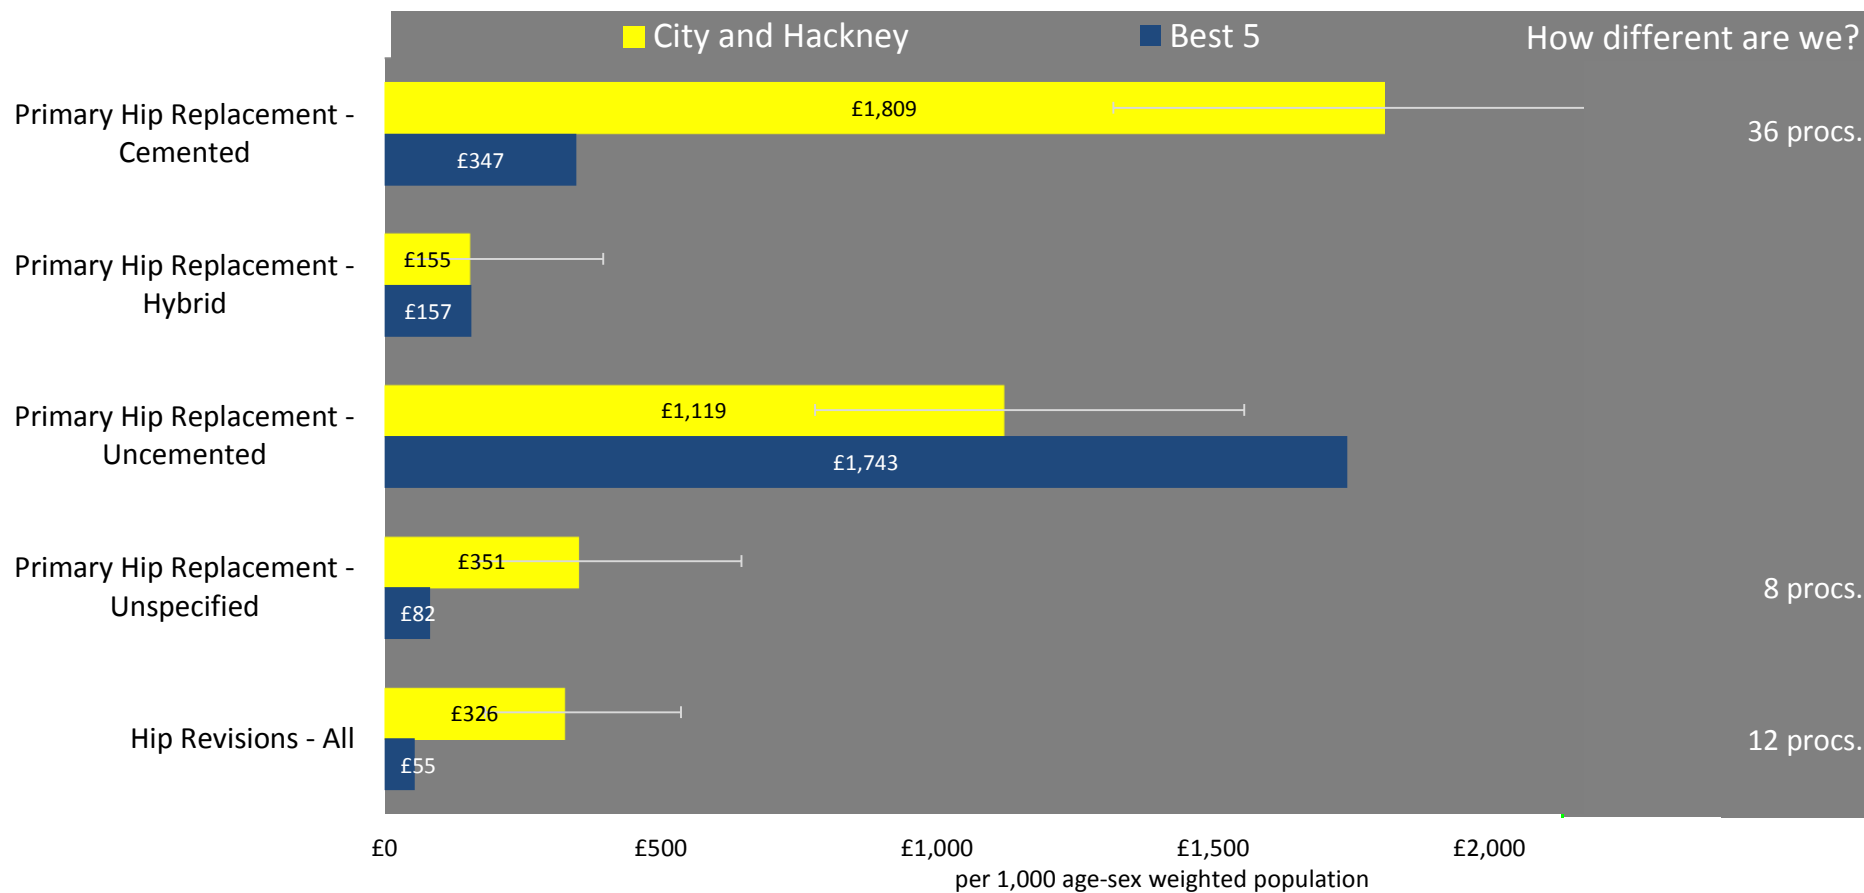 City and Hackney
Best 5
How different are we?
Primary Hip Replacement -
Cemented
£1,809
£347
36 procs.
Primary Hip Replacement -
Hybrid
£155
£157
Primary Hip Replacement -
Uncemented
£1,119
£1,743
Primary Hip Replacement -
Unspecified
£351
£82
8 procs.
Hip Revisions - All
£326
£55
12 procs.
£0
£500
£1,000
£1,500
£2,000
per 1,000 age-sex weighted population